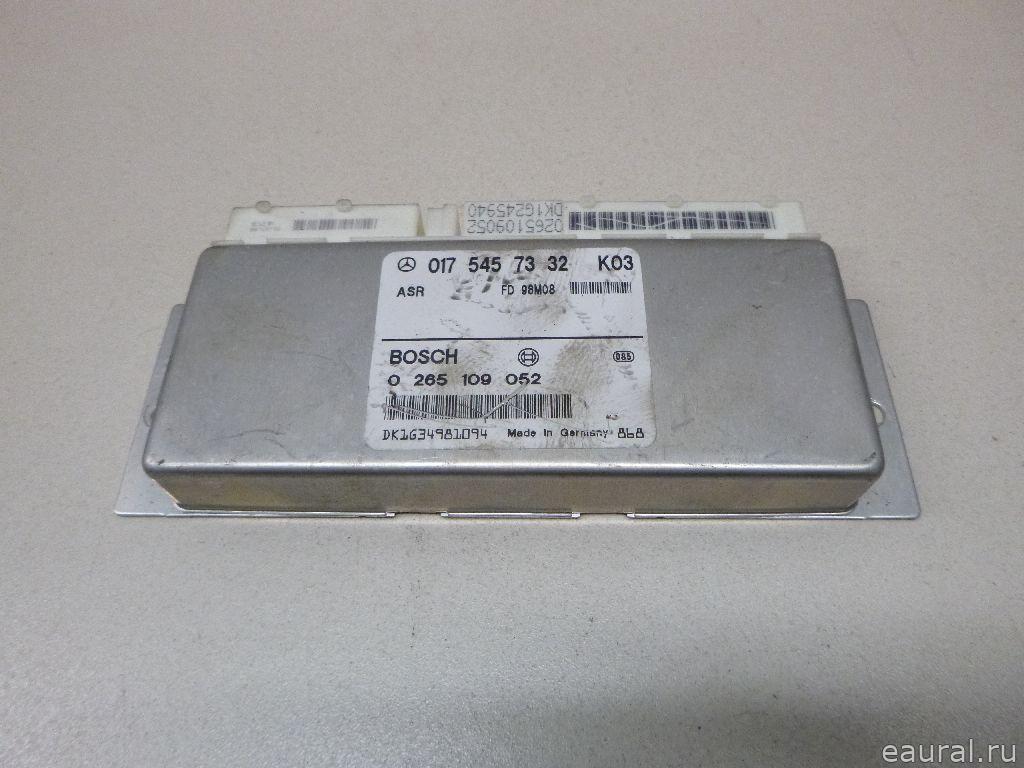 0265109052
DK1G245940
017 545 73 32 K03
ASR FD 98M08
BOSCH 085
0 265 109 052
DK1G34981094 Made in Germany 868
eaural.ru